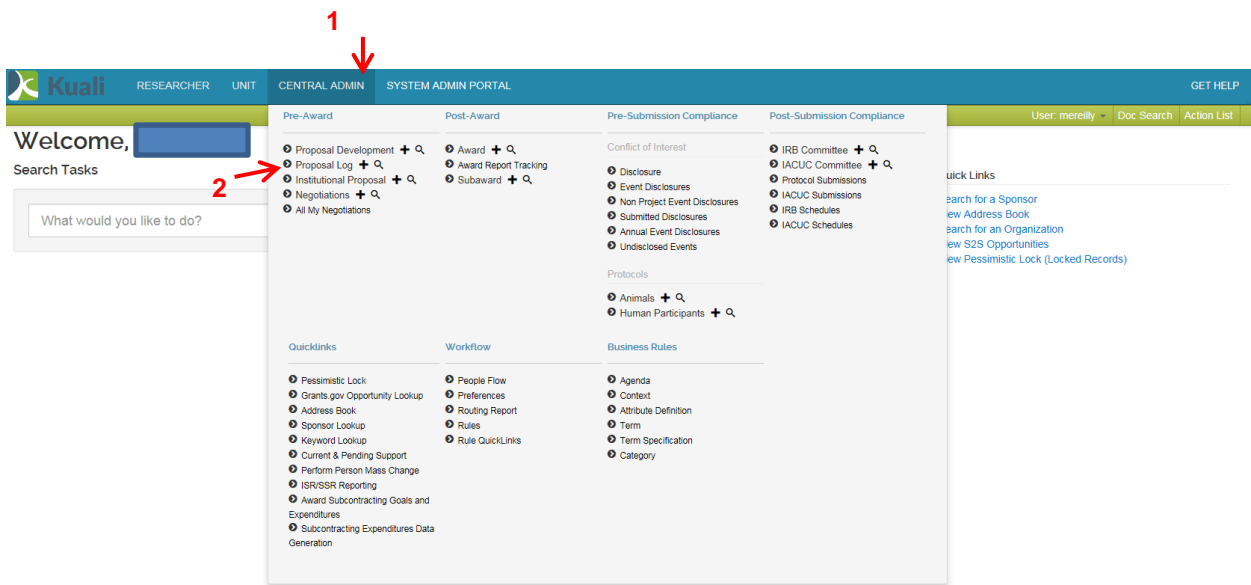 1
Kuali RESEARCHER UNIT CENTRAL ADMIN SYSTEM ADMIN PORTAL GET HELP
User: mereilly Doc Search Action List
Welcome,
Search Tasks
What would you like to do?
2
Pre-Award
Proposal Development
Proposal Log
Institutional Proposal
Negotiations
All My Negotiations
Post-Award
Award
Award Report Tracking
Subaward
Pre-Submission Compliance
Conflict of Interest
Disclosure
Event Disclosures
Non Project Event Disclosures
Submitted Disclosures
Annual Event Disclosures
Undisclosed Events
Protocols
Animals
Human Participants
Post-Submission Compliance
IRB Committee
IACUC Committee
Protocol Submissions
IACUC Submissions
IRB Schedules
IACUC Schedules
Quicklinks
Pessimistic Lock
Grants.gov Opportunity Lookup
Address Book
Sponsor Lookup
Keyword Lookup
Current & Pending Support
Perform Person Mass Change
ISR/SSR Reporting
Award Subcontracting Goals and
Expenditures
Subcontracting Expenditures Data
Generation
Workflow
People Flow
Preferences
Routing Report
Rules
Rule QuickLinks
Business Rules
Agenda
Context
Attribute Definition
Term
Term Specification
Category
uick Links
earch for a Sponsor
ew Address Book
earch for an Organization
ew S2S Opportunities
ew Pessimistic Lock (Locked Records)